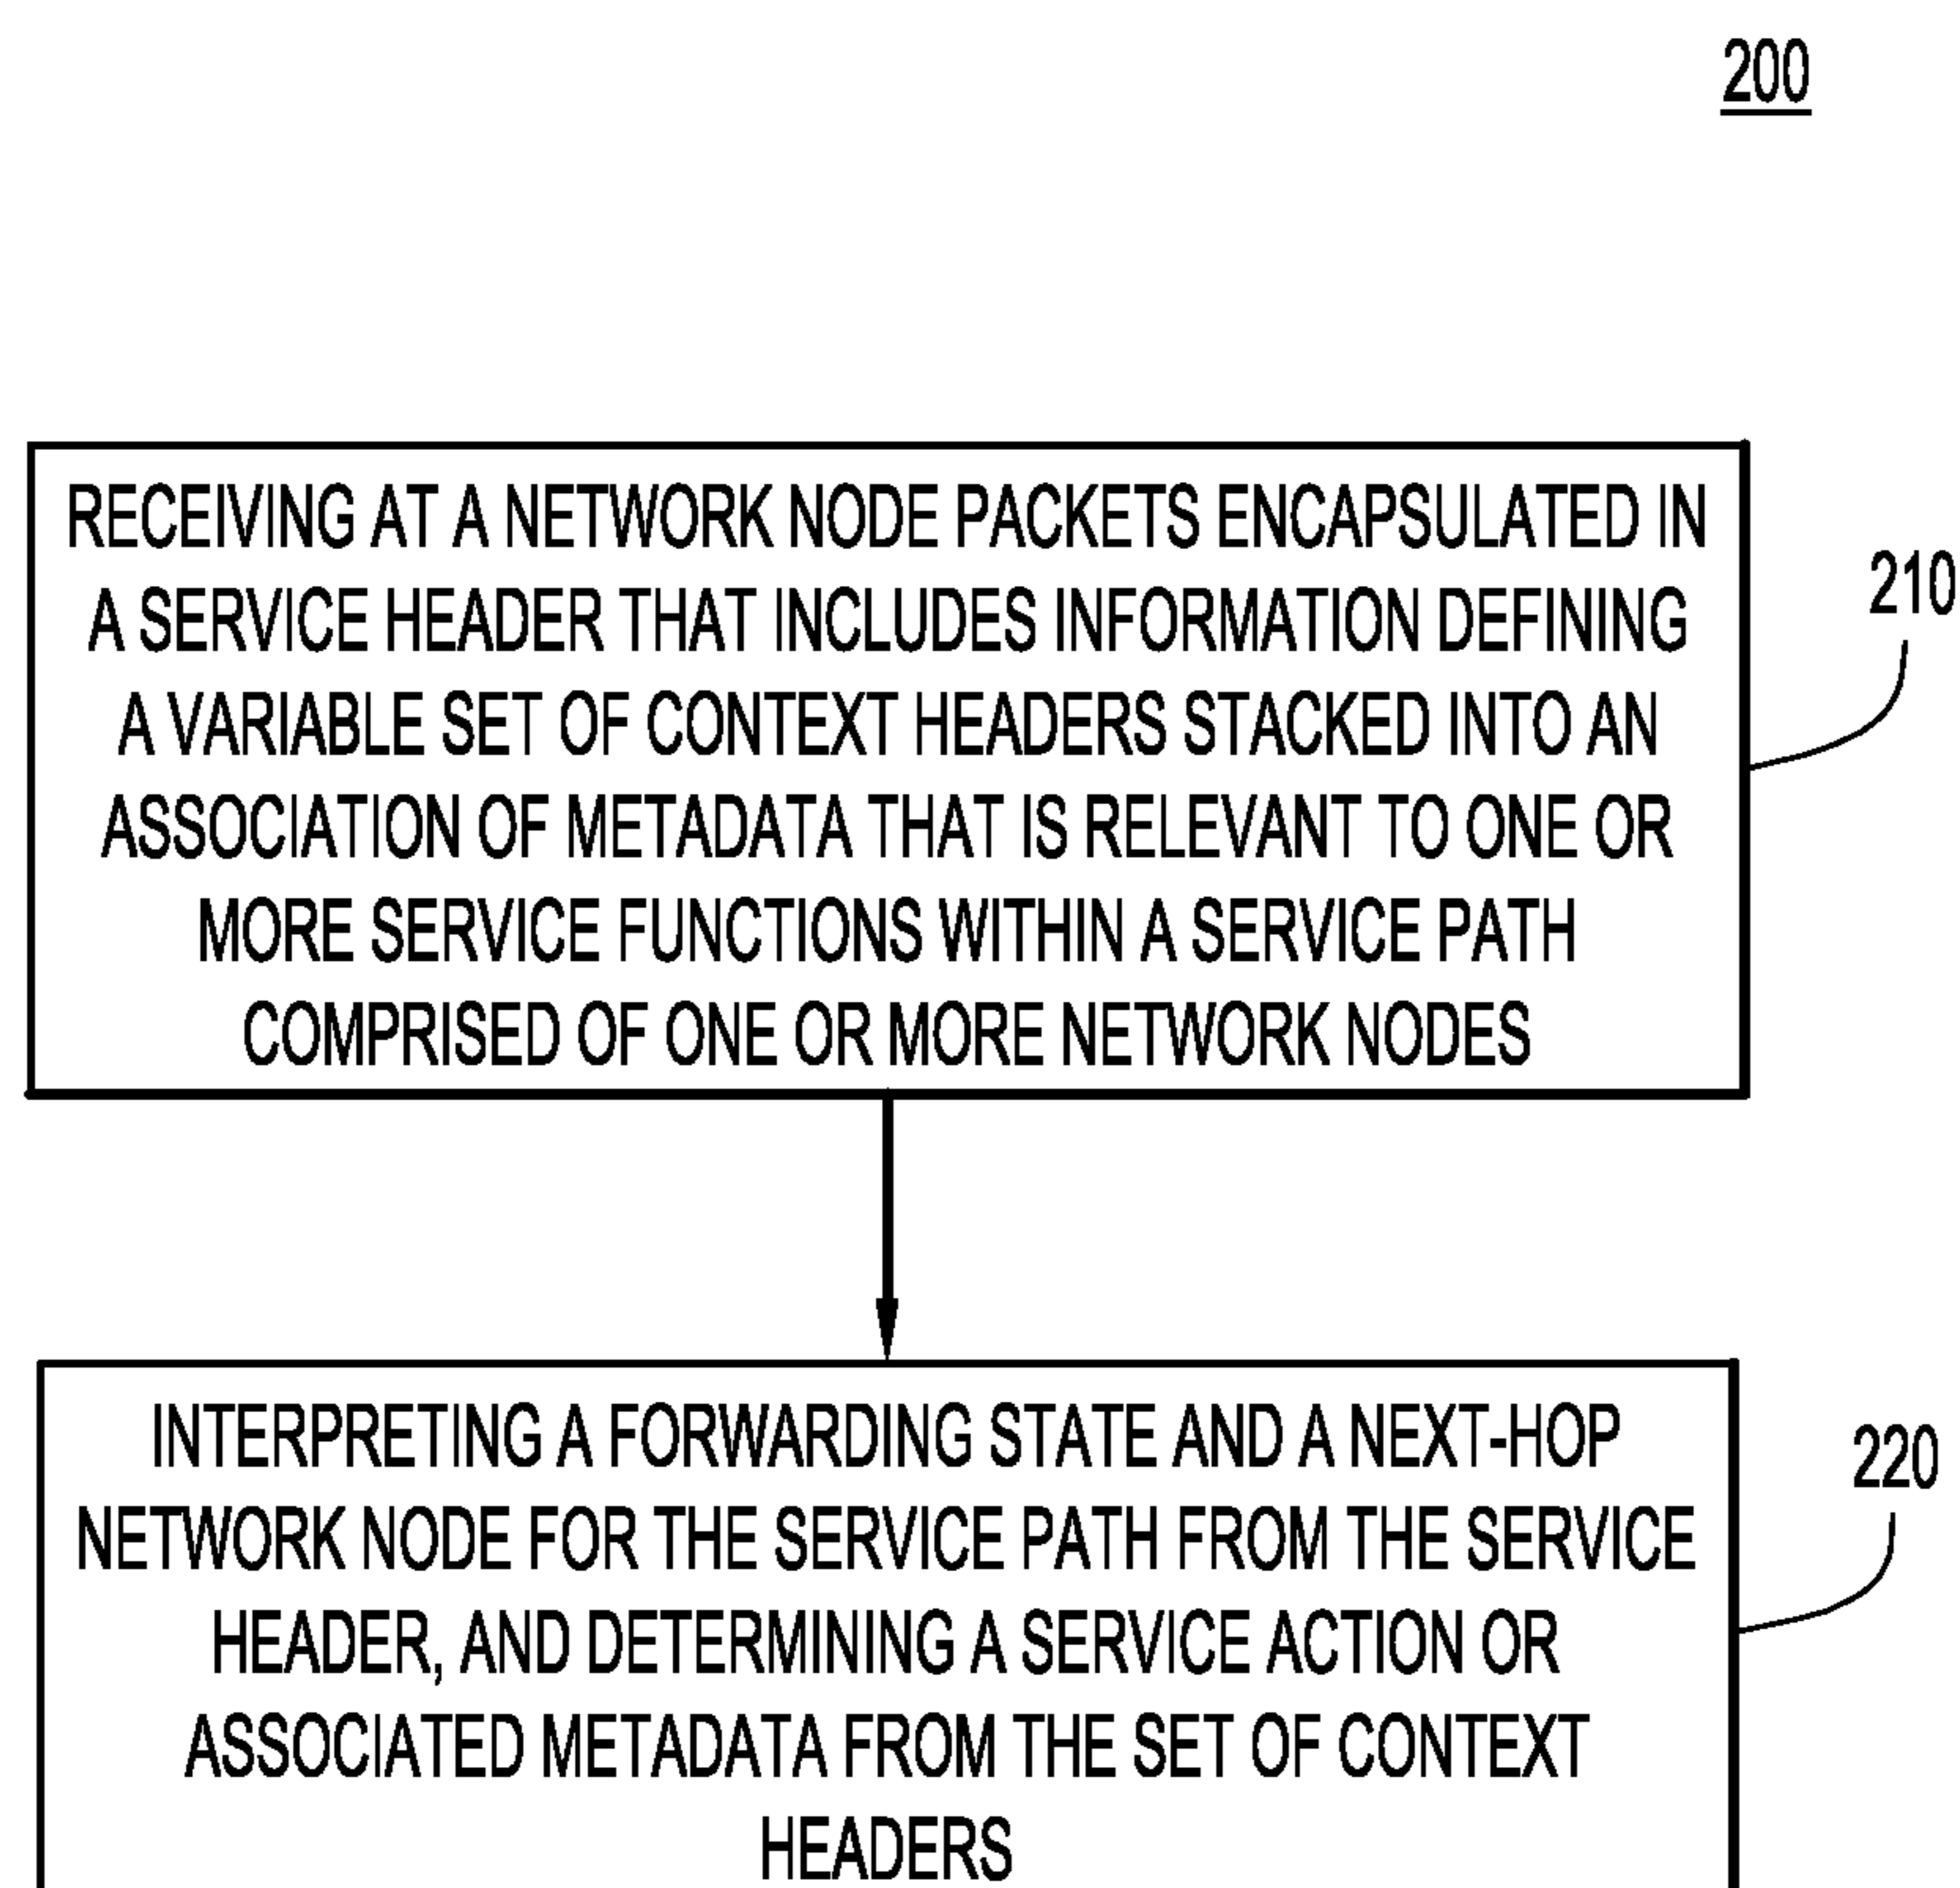 200
RECEIVING AT A NETWORK NODE PACKETS ENCAPSULATED IN
A SERVICE HEADER THAT INCLUDES INFORMATION DEFINING
A VARIABLE SET OF CONTEXT HEADERS STACKED INTO AN
ASSOCIATION OF METADATA THAT IS RELEVANT TO ONE OR
MORE SERVICE FUNCTIONS WITHIN A SERVICE PATH
COMPRISED OF ONE OR MORE NETWORK NODES
210
INTERPRETING A FORWARDING STATE AND A NEXT-HOP
NETWORK NODE FOR THE SERVICE PATH FROM THE SERVICE
HEADER, AND DETERMINING A SERVICE ACTION OR
ASSOCIATED METADATA FROM THE SET OF CONTEXT
HEADERS
220